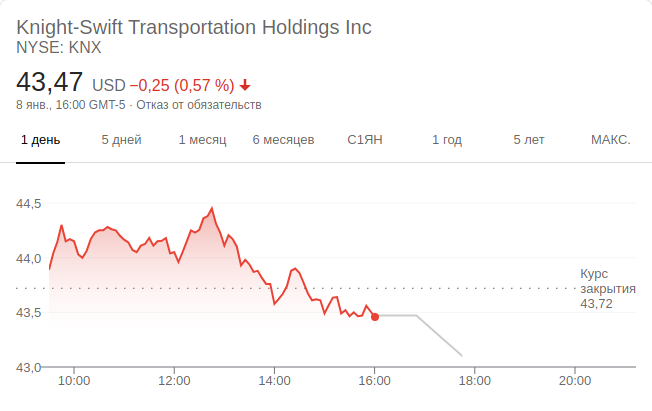 Knight-Swift Transportation Holdings Inc
NYSE: KNX
43,47 USD −0,25 (0,57 %)
8 янв., 16:00 GMT-5 · Отказ от обязательств
1 день 5 дней 1 месяц 6 месяцев С1ЯН 1 год 5 лет МАКС.
44,5
44,0
Курс
закрытия
43,72
43,5
43,0
10:00 12:00 14:00 16:00 18:00 20:00